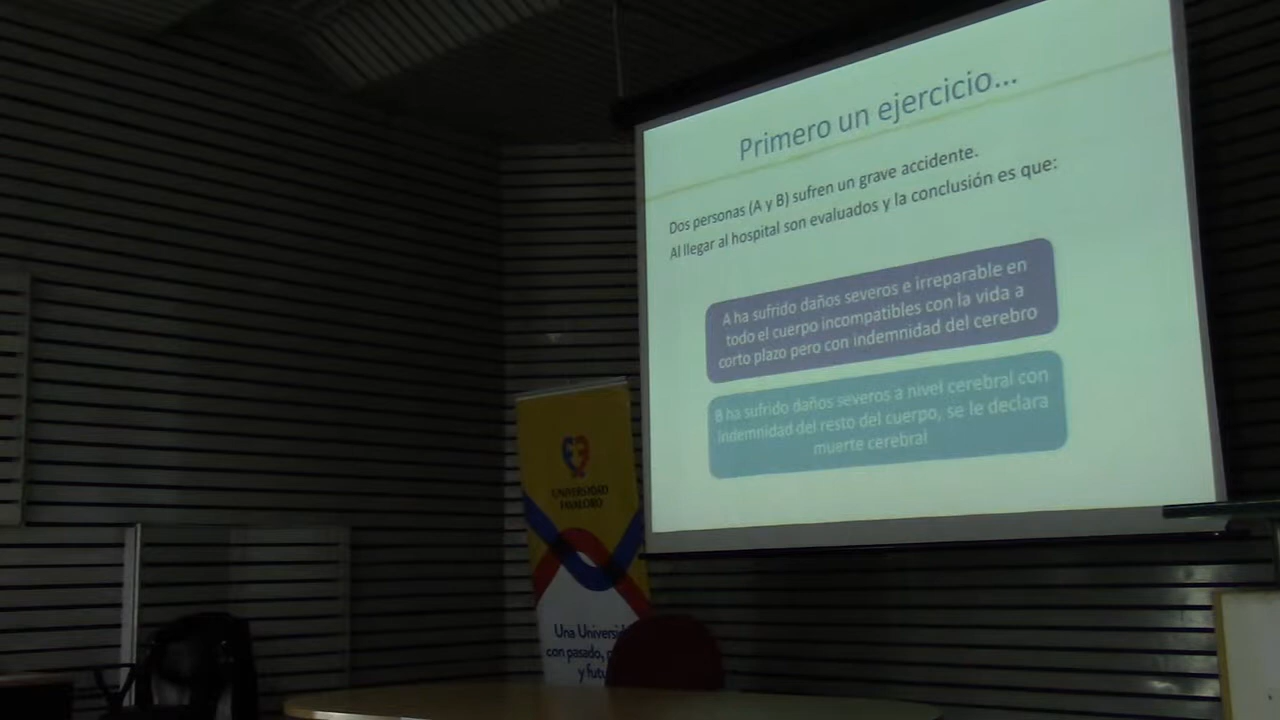 Primero un ejercicio...
Dos personas (A y B) sufren un grave accidente.
Al llegar al hospital son evaluados y la conclusión es que:
A ha sufrido daños severos e irreparable en
todo el cuerpo incompatibles con la vida a
corto plazo pero con indemnidad del cerebro
B ha sufrido daños severos a nivel cerebral con
indemnidad del resto del cuerpo, se le declara
muerte cerebral
UNIVERSIDAD
FAVALORO
Una Universi
con pasado,
y futu